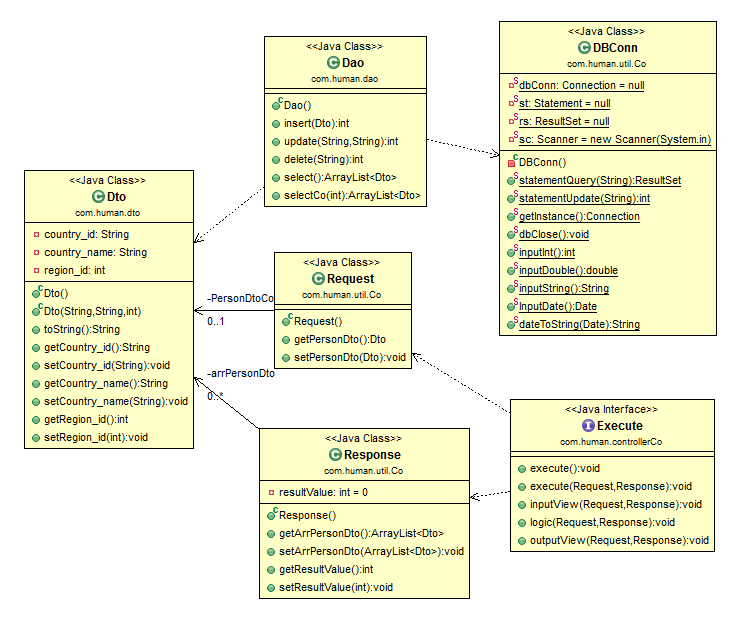 <<Java Class>>
Dao
com.human.dao
Dao()
insert(Dto):int
update(String,String):int
delete(String):int
select():ArrayList<Dto>
selectCo(int):ArrayList<Dto>
<<Java Class>>
DBConn
com.human.util.Co
dbConn: Connection = null
st: Statement = null
rs: ResultSet = null
sc: Scanner = new Scanner(System.in)
DBConn()
statementQuery(String):ResultSet
statementUpdate(String):int
getInstance():Connection
dbClose():void
inputInt():int
inputDouble():double
inputString():String
InputDate():Date
dateToString(Date):String
<<Java Class>>
Dto
com.human.dto
country_id: String
country_name: String
region_id: int
Dto()
Dto(String,String,int)
toString():String
getCountry_id():String
setCountry_id(String):void
getCountry_name():String
setCountry_name(String):void
getRegion_id():int
setRegion_id(int):void
-PersonDtoCo
0..1
<<Java Class>>
Request
com.human.util.Co
Request()
getPersonDto():Dto
setPersonDto(Dto):void
-arrPersonDto
0..*
<<Java Class>>
Response
com.human.util.Co
resultValue: int = 0
Response()
getArrPersonDto():ArrayList<Dto>
setArrPersonDto(ArrayList<Dto>):void
getResultValue():int
setResultValue(int):void
<<Java Interface>>
Execute
com.human.controllerCo
execute():void
execute(Request,Response):void
inputView(Request,Response):void
logic(Request,Response):void
outputView(Request,Response):void